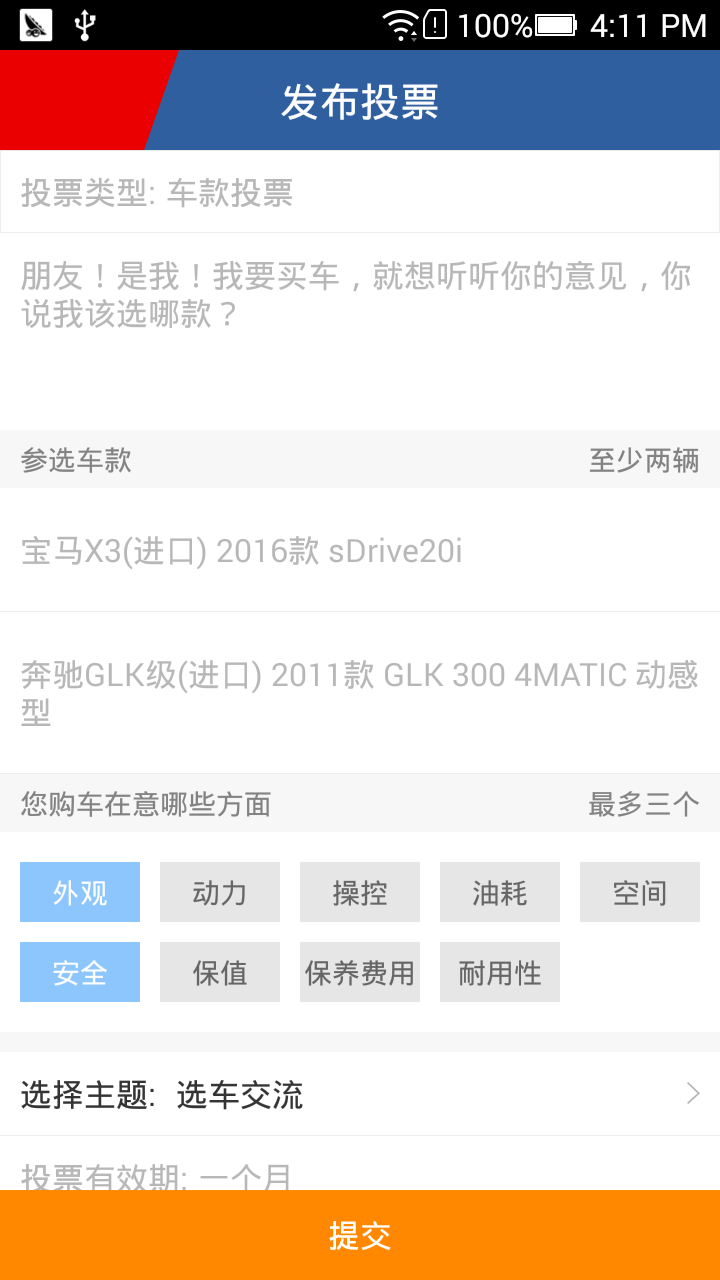 100% 4:11 PM
发布投票
投票类型: 车款投票
朋友！是我！我要买车，就想听听你的意见，你
说我该选哪款？
参选车款 至少两辆
宝马X3(进口) 2016款 sDrive20i
奔驰GLK级(进口) 2011款 GLK 300 4MATIC 动感
型
您购车在意哪些方面 最多三个
外观 动力 操控 油耗 空间
安全 保值 保养费用 耐用性
选择主题: 选车交流
投票有效期: 一个月
提交